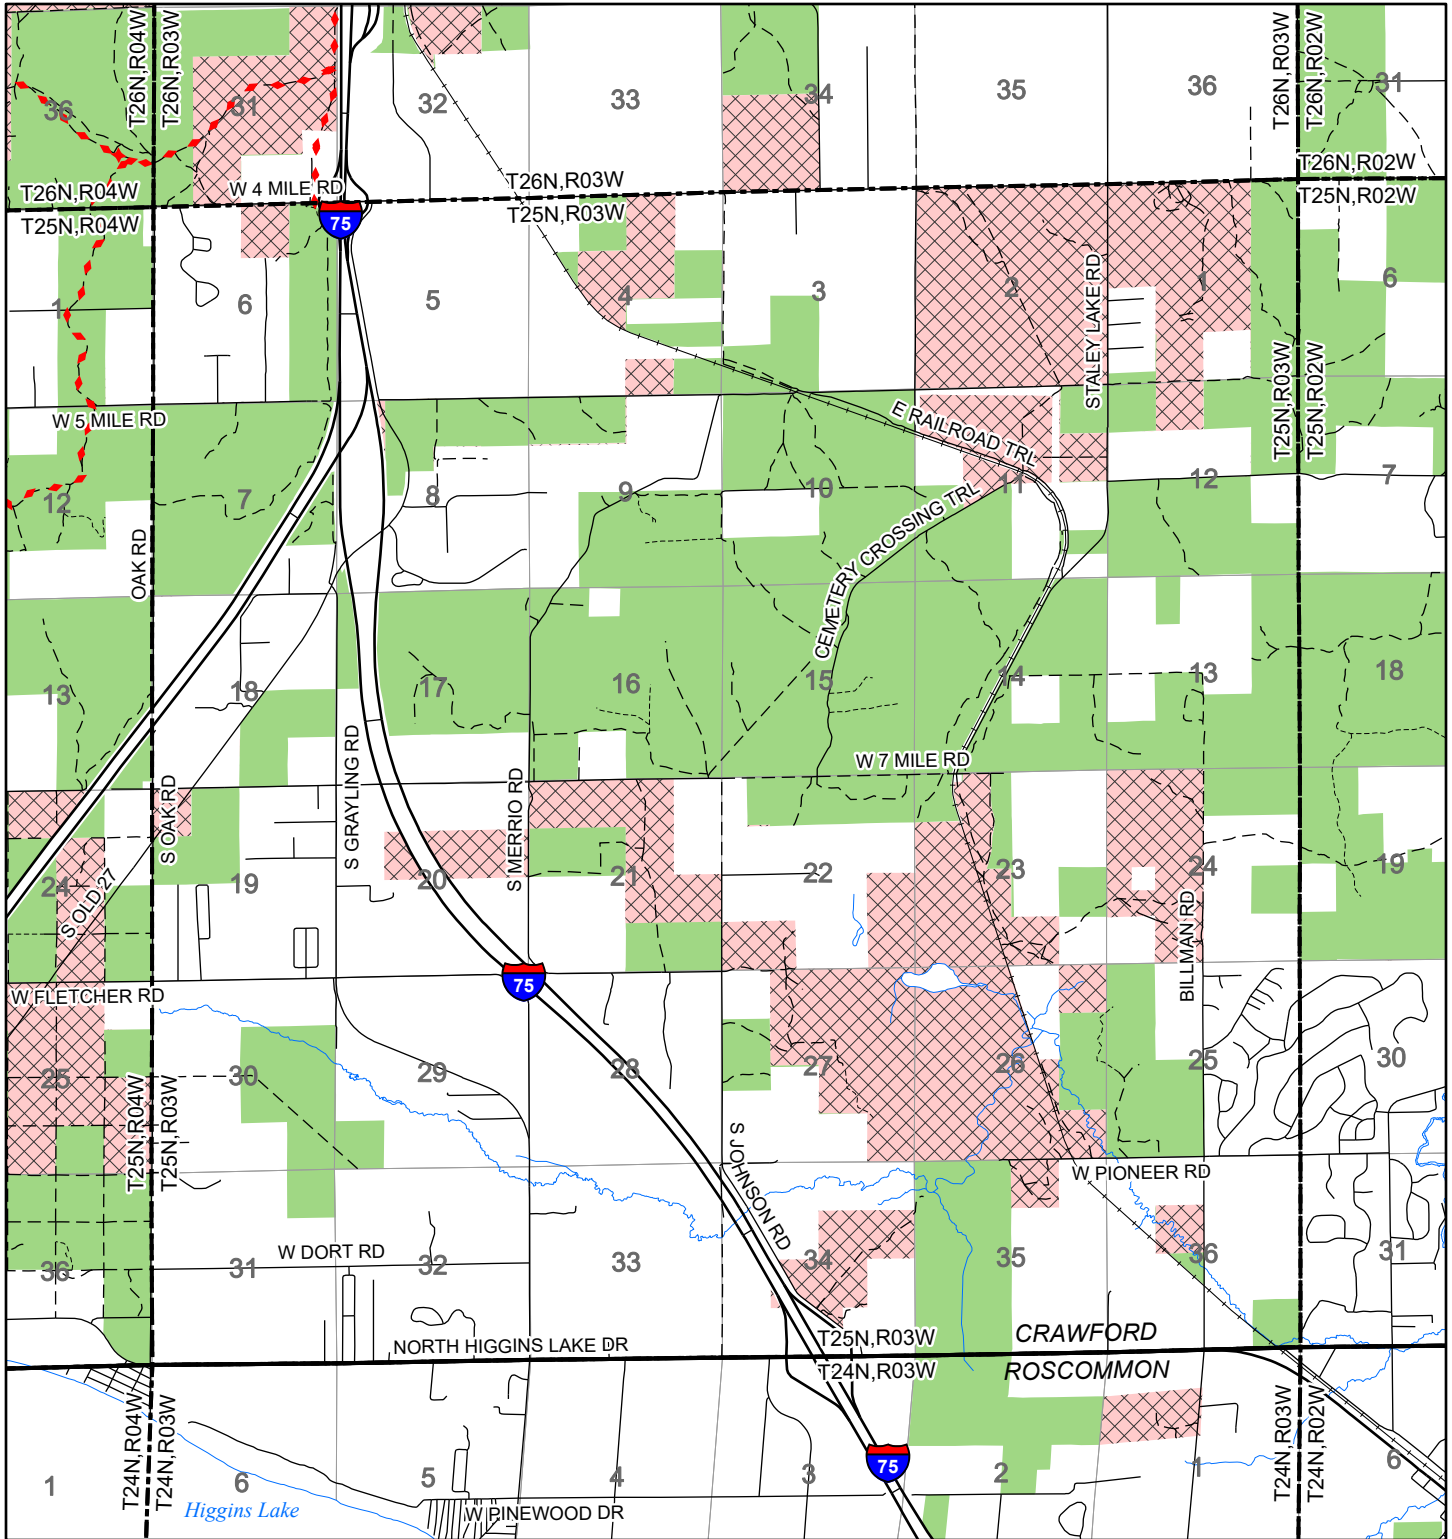 T26N,R04W
T26N,R03W
T26N,R03W
T26N,R02W
36
31
32
33
34
35
36
31
T26N,R04W
W 4 MILE RD
T26N,R03W
T26N,R02W
T25N,R04W
75
T25N,R03W
T25N,R02W
1
6
5
4
3
2
STALEY LAKE RD
1
6
T25N,R03W
T25N,R02W
W 5 MILE RD
E RAILROAD TRL
12
7
8
9
10
11
12
7
OAK RD
CEMETERY CROSSING TRL
13
18
17
16
15
14
13
18
S OAK RD
S GRAYLING RD
S MERRIO RD
W 7 MILE RD
24
S OLD 27
19
20
21
22
23
24
19
BILLMAN RD
W FLETCHER RD
75
25
T25N,R04W
T25N,R03W
30
29
28
27
26
25
30
S JOHNSON RD
W PIONEER RD
36
31
W DORT RD
32
33
34
35
36
31
NORTH HIGGINS LAKE DR
T25N,R03W
CRAWFORD
T24N,R03W
ROSCOMMON
T24N,R04W
T24N,R03W
T24N,R03W
T24N,R02W
1
6
5
4
3
75
2
1
6
Higgins Lake
W PINEWOOD DR